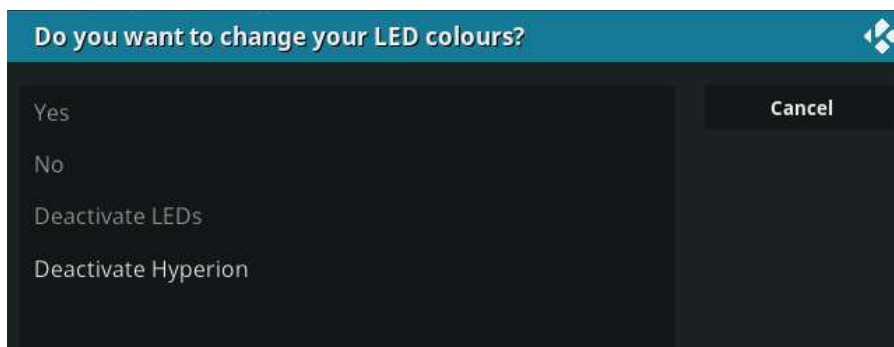 Do you want to change your LED colours?
Yes
Cancel
No
Deactivate LEDs
Deactivate Hyperion